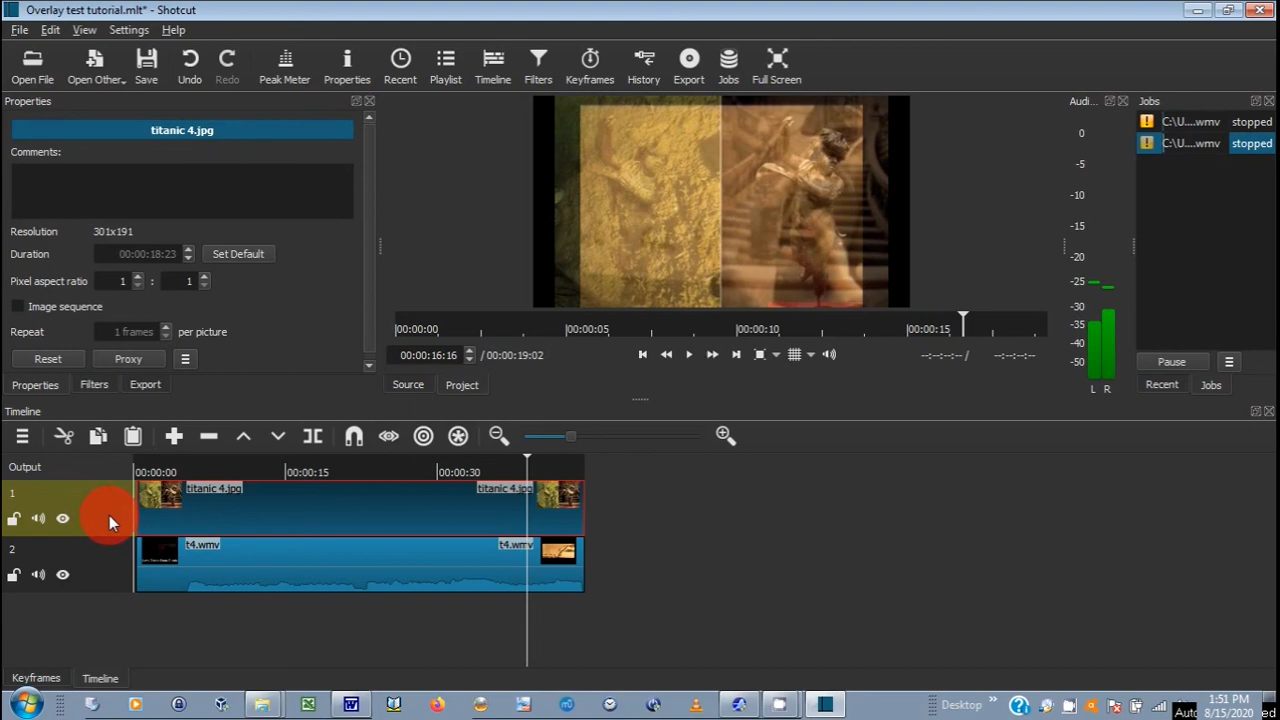 Overlay test tutorial.mlt* - Shotcut
File Edit View Settings Help
Open File Open Other.. Save Undo Redo Peak Meter Properties Recent Playlist Timeline Filters Keyframes History Export Jobs Full Screen
Properties
titanic 4.jpg
Comments:
Resolution 301x191
Duration 00:00:18:23 Set Default
Pixel aspect ratio 1 : 1
Image sequence
Repeat 1 frames per picture
Reset Proxy
Properties Filters Export
00:00:00 00:00:05 00:00:10 00:00:15
00:00:16:16 / 00:00:19:02 --:--:--:-- / --:--:--:--
Source Project
Audi...
0
-5
-10
-15
-20
-25
-30
-35
-40
-50
L R
Jobs
C:\U....wmv stopped
C:\U....wmv stopped
Pause
Recent Jobs
Timeline
Output 00:00:00 00:00:15 00:00:30
1 titanic 4.jpg titanic 4.jpg
2 t4.wmv t4.wmv
Keyframes Timeline
Desktop » 1:51 PM
8/15/2020